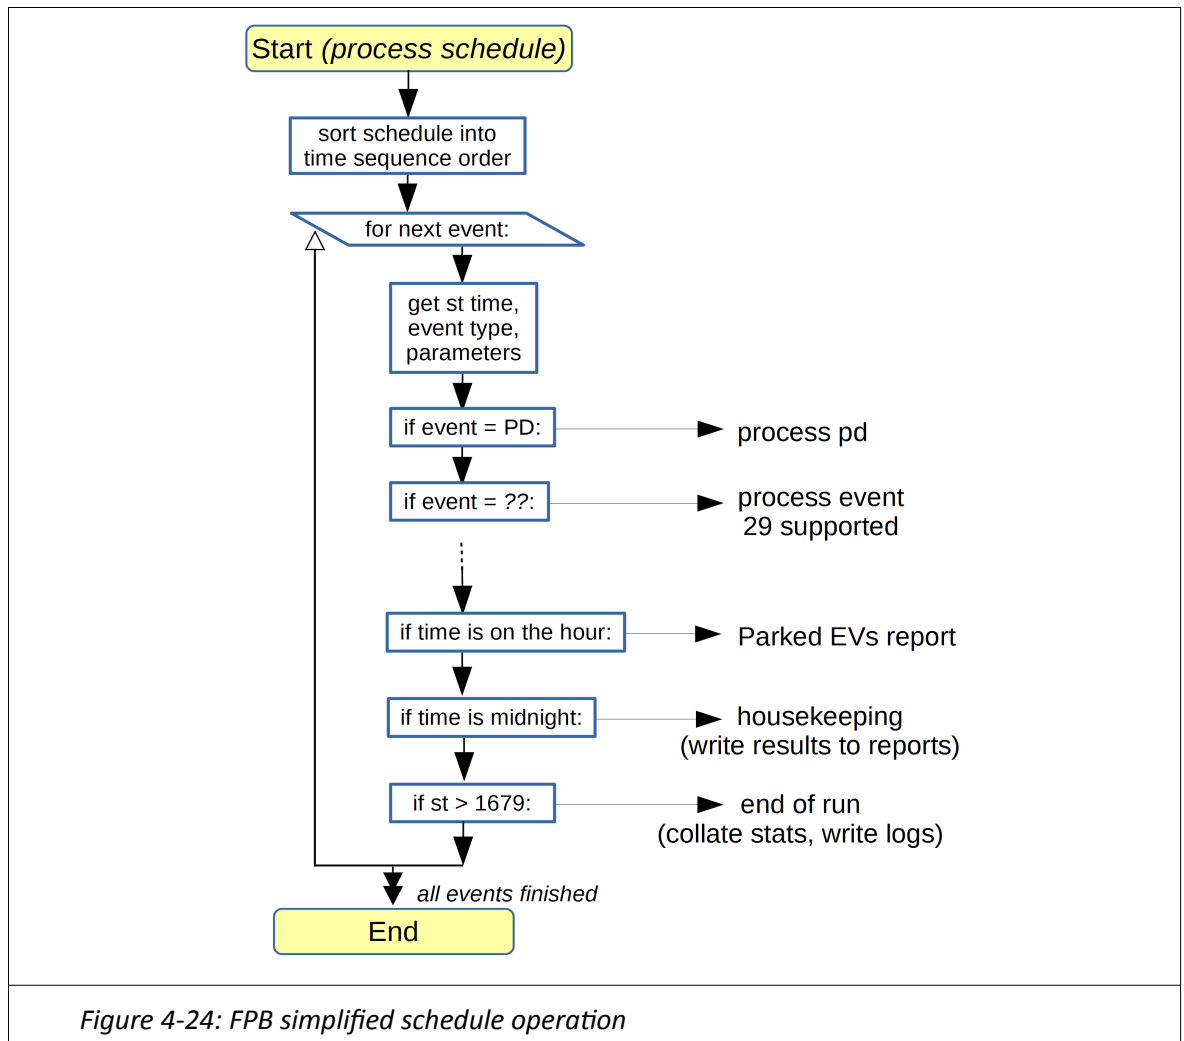 Start (process schedule)
sort schedule into
time sequence order
for next event:
get st time,
event type,
parameters
if event = PD:
process pd
if event = ??:
process event
29 supported
if time is on the hour:
Parked EVs report
if time is midnight:
housekeeping
(write results to reports)
if st > 1679:
end of run
(collate stats, write logs)
all events finished
End
Figure 4-24: FPB simplified schedule operation